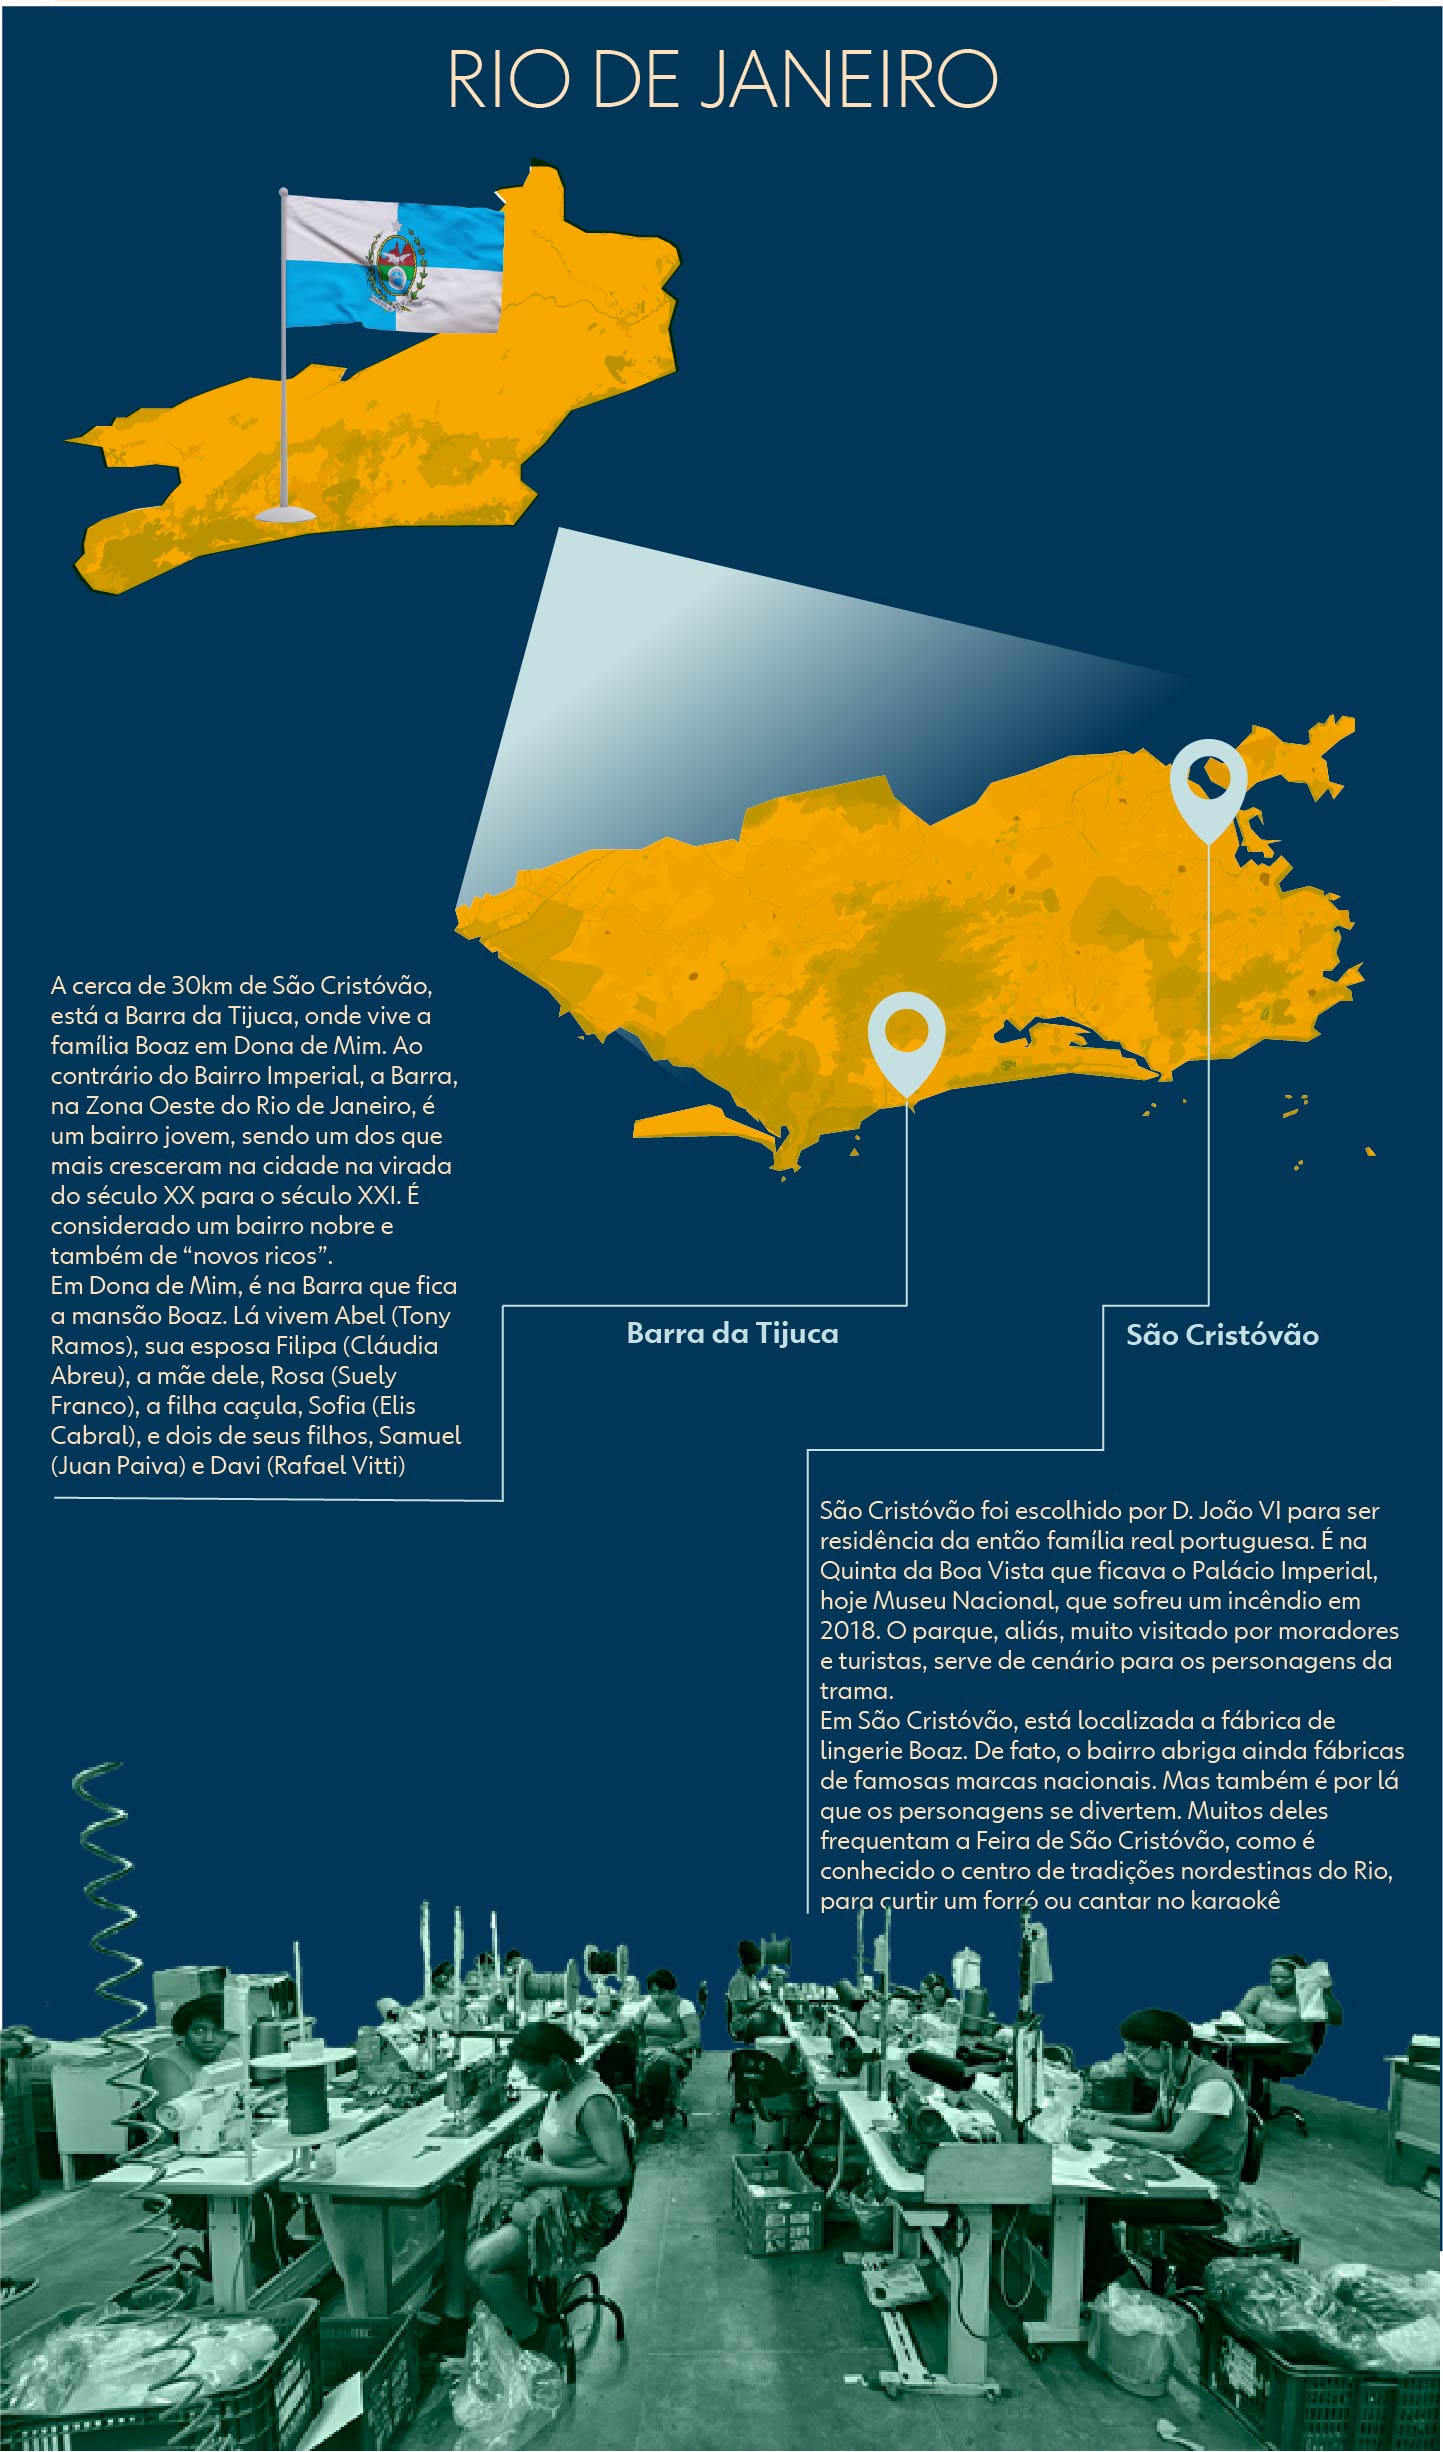 RIO DE JANEIRO
A cerca de 30km de São Cristóvão,
está a Barra da Tijuca, onde vive a
família Boaz em Dona de Mim. Ao
contrário do Bairro Imperial, a Barra,
na Zona Oeste do Rio de Janeiro, é
um bairro jovem, sendo um dos que
mais cresceram na cidade na virada
do século XX para o século XXI. É
considerado um bairro nobre e
também de “novos ricos”.
Em Dona de Mim, é na Barra que fica
a mansão Boaz. Lá vivem Abel (Tony
Ramos), sua esposa Filipa (Cláudia
Abreu), a mãe dele, Rosa (Suely
Franco), a filha caçula, Sofia (Elis
Cabral), e dois de seus filhos, Samuel
(Juan Paiva) e Davi (Rafael Vitti)
Barra da Tijuca
São Cristóvão
São Cristóvão foi escolhido por D. João VI para ser
residência da então família real portuguesa. É na
Quinta da Boa Vista que ficava o Palácio Imperial,
hoje Museu Nacional, que sofreu um incêndio em
2018. O parque, aliás, muito visitado por moradores
e turistas, serve de cenário para os personagens da
trama.
Em São Cristóvão, está localizada a fábrica de
lingerie Boaz. De fato, o bairro abriga ainda fábricas
de famosas marcas nacionais. Mas também é por lá
que os personagens se divertem. Muitos deles
frequentam a Feira de São Cristóvão, como é
conhecido o centro de tradições nordestinas do Rio,
para curtir um forró ou cantar no karaokê